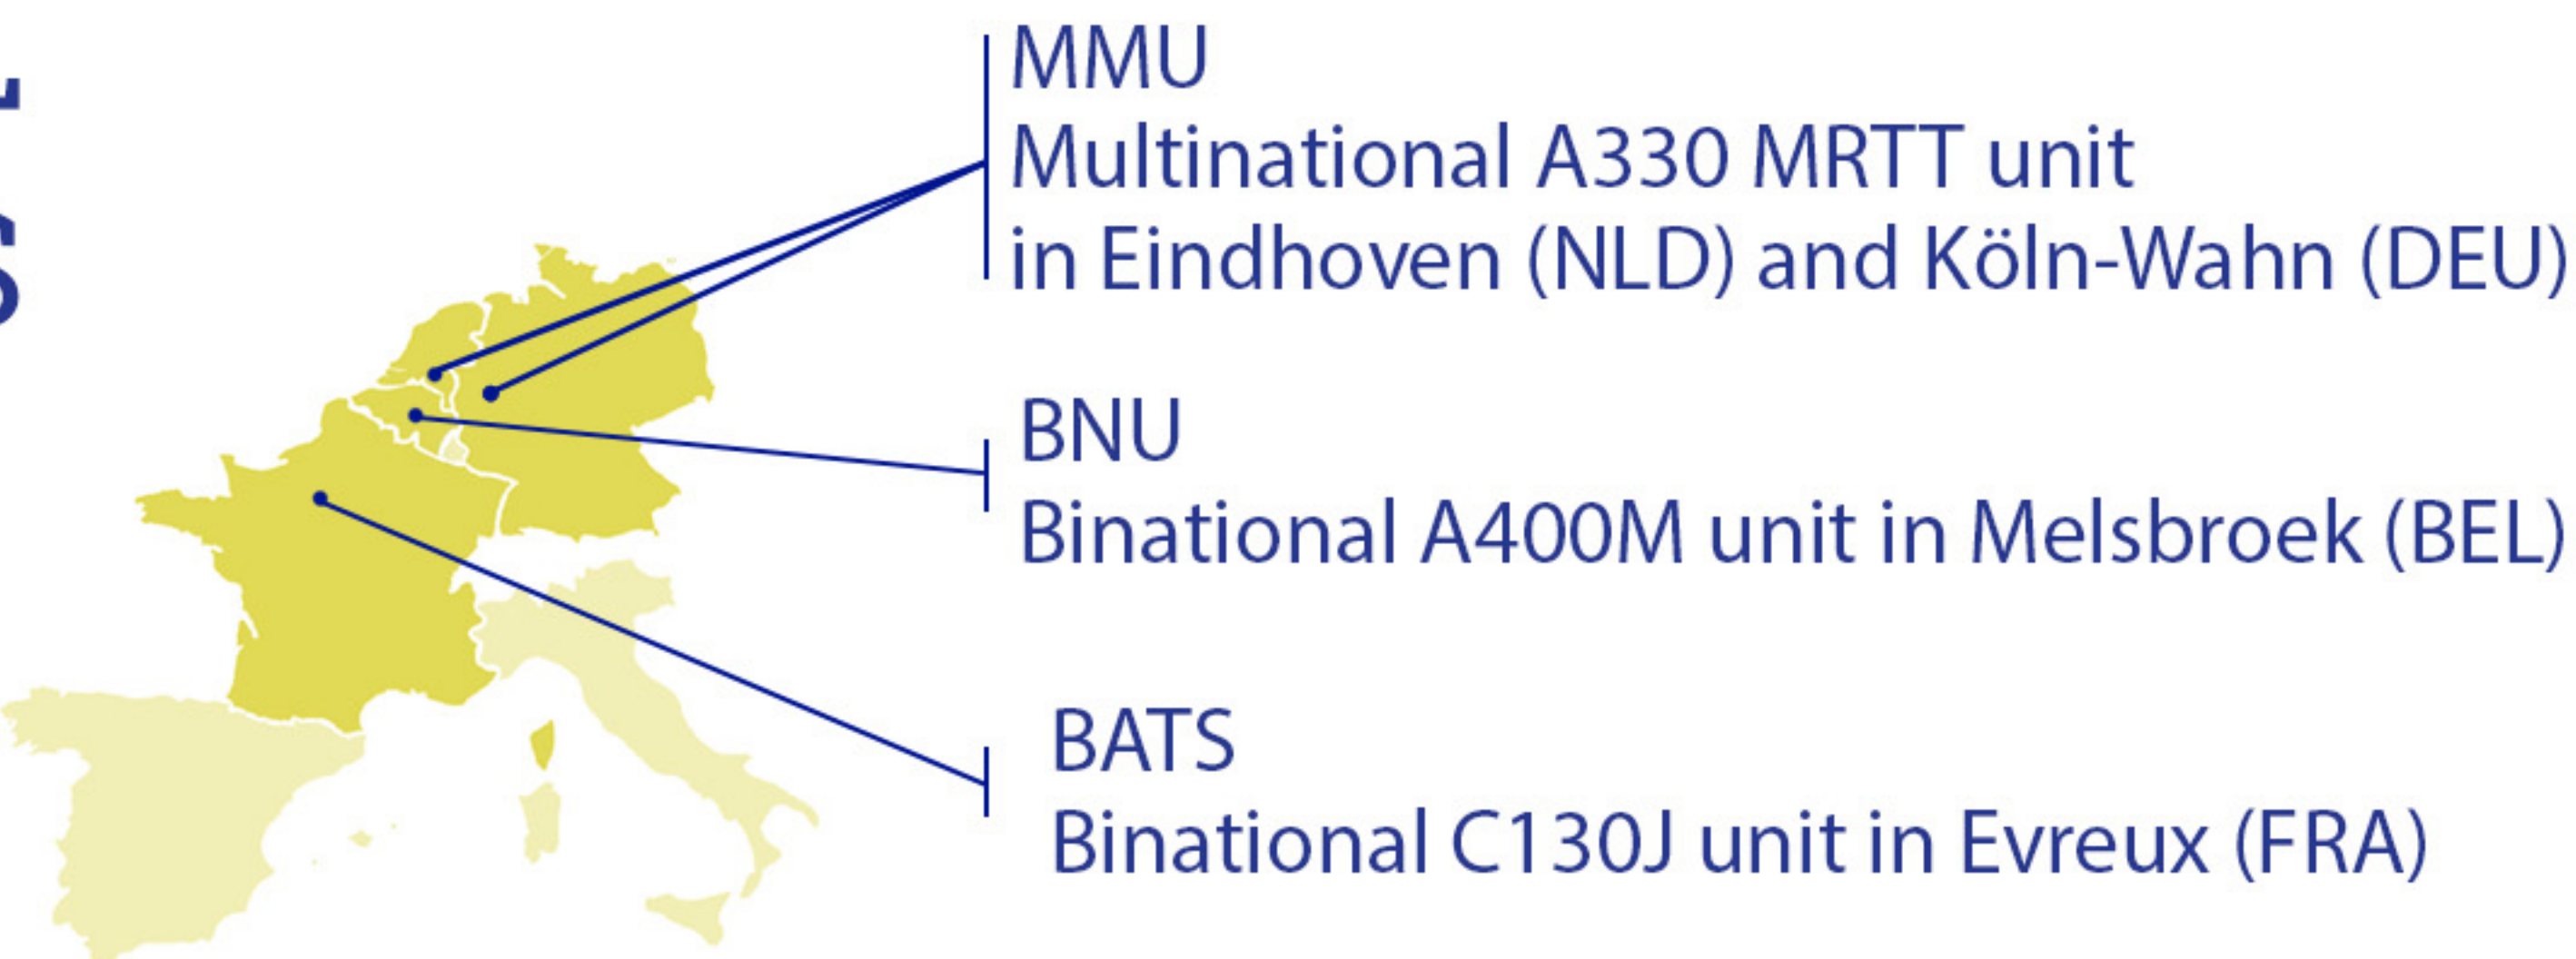 MMU
Multinational A330 MRTT unit
in Eindhoven (NLD) and Köln-Wahn (DEU)
BNU
Binational A400M unit in Melsbroek (BEL)
BATS
Binational C130J unit in Evreux (FRA)